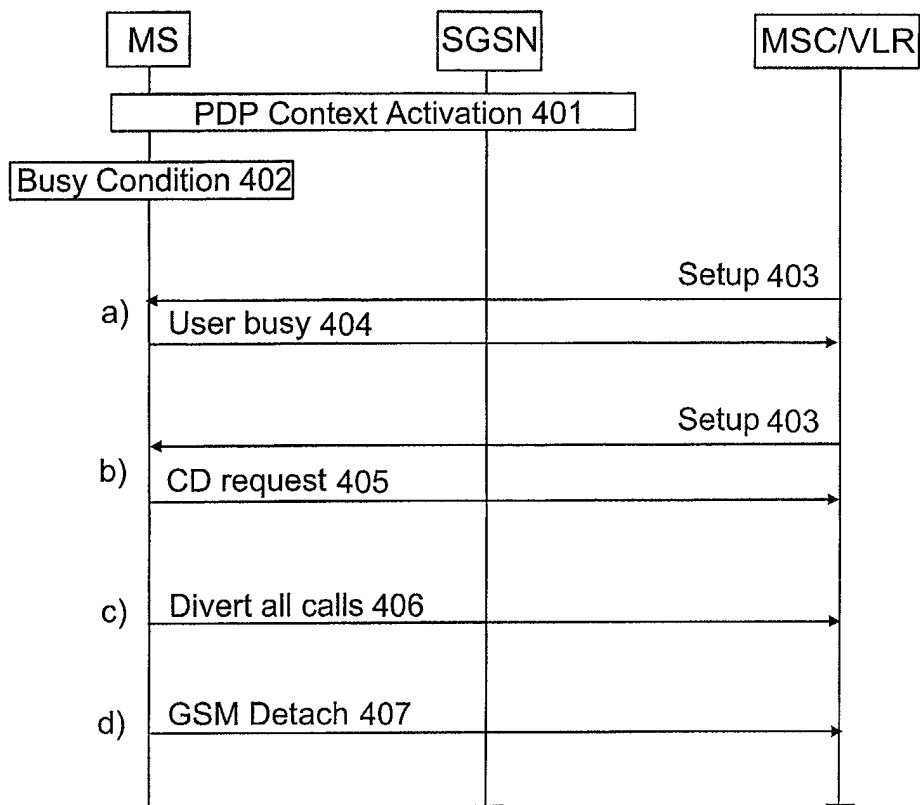 MS
SGSN
MSC/VLR
PDP Context Activation 401
Busy Condition 402
Setup 403
a)
User busy 404
Setup 403
b)
CD request 405
c)
Divert all calls 406
d)
GSM Detach 407